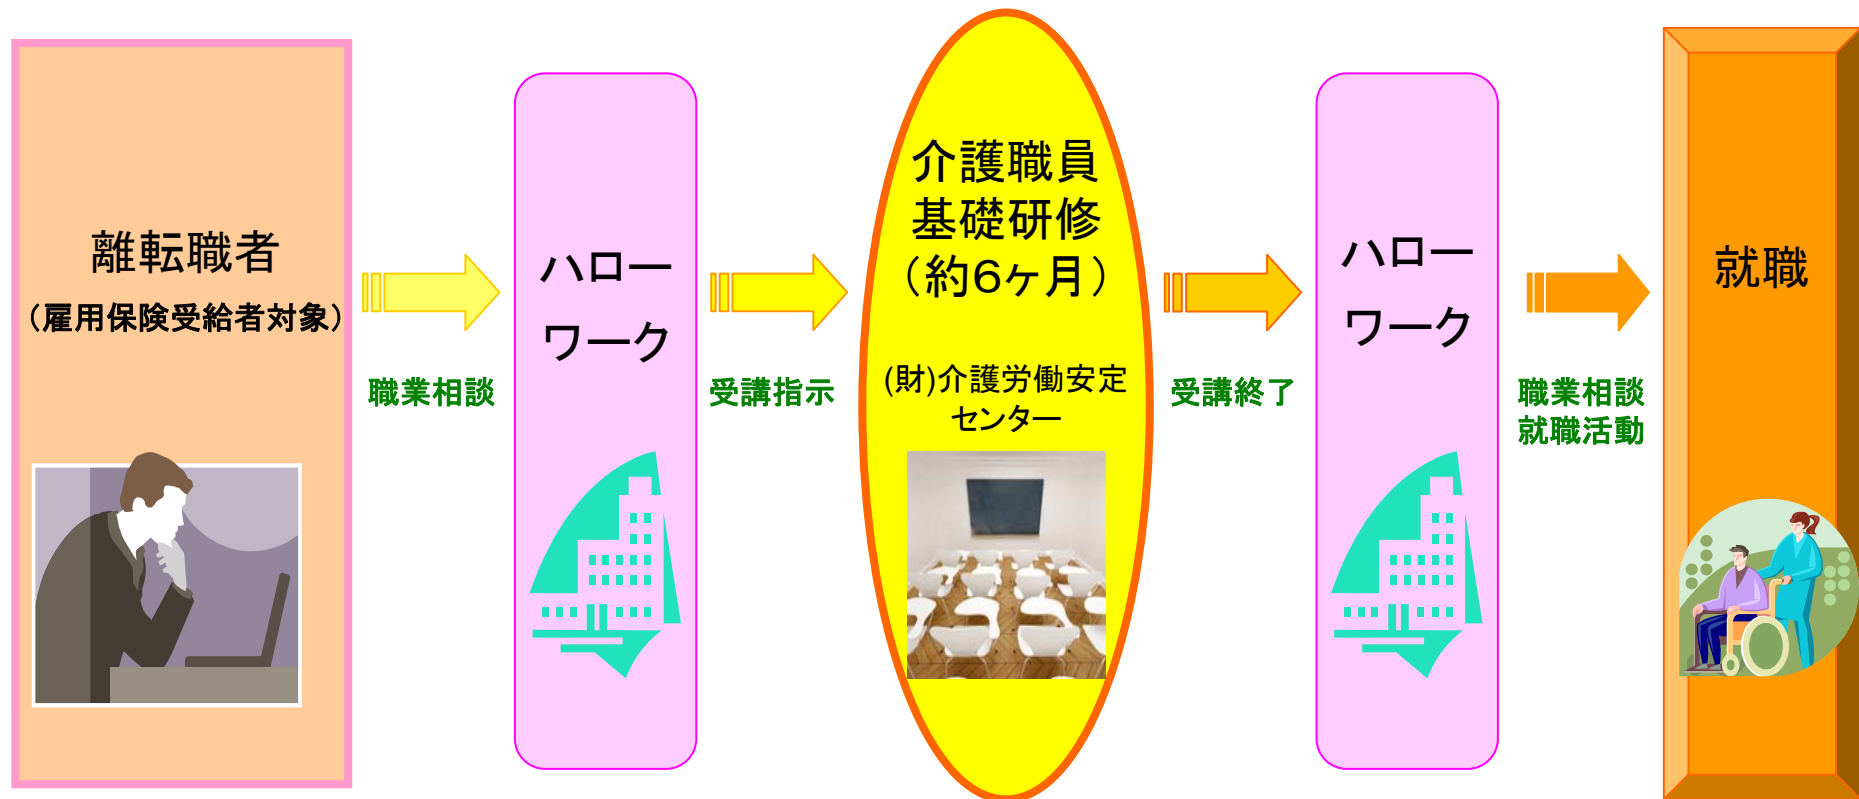 離転職者
（雇用保険受給者対象）
職業相談
ハロー
ワーク
受講指示
介護職員
基礎研修
（約６ヶ月）
(財)介護労働安定
センター
受講終了
ハロー
ワーク
職業相談
就職活動
就職